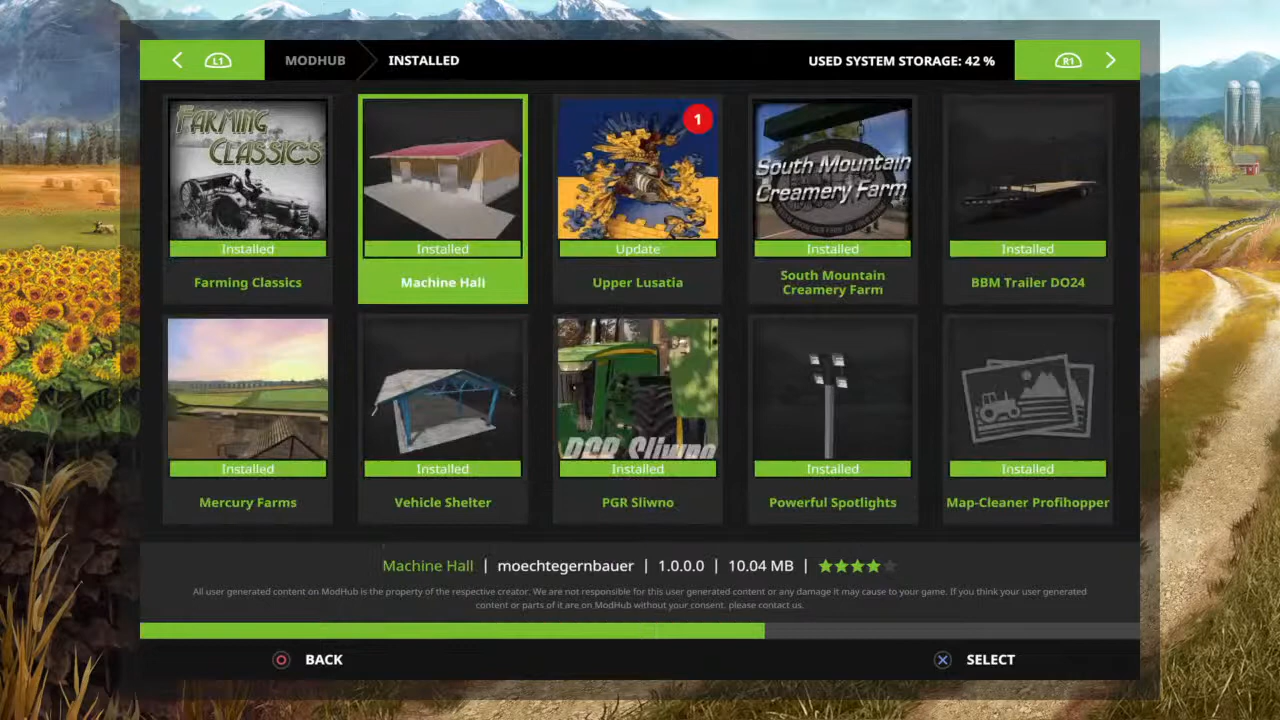 L1
MODHUB
INSTALLED
USED SYSTEM STORAGE: 42 %
R1
FARMING
CLASSICS
1
South Mountain
Creamery Farm
Installed
Installed
Update
Installed
Installed
Farming Classics
Machine Hall
Upper Lusatia
South Mountain
Creamery Farm
BBM Trailer DO24
PGR Sliwno
Installed
Installed
Installed
Installed
Installed
Mercury Farms
Vehicle Shelter
PGR Sliwno
Powerful Spotlights
Map-Cleaner Profihopper
Machine Hall | moechtegernbauer | 1.0.0.0 | 10.04 MB |
All user generated content on ModHub is the property of the respective creator. We are not responsible for this user generated content or any damage it may cause to your game. If you think your user generated
content or parts of it are on ModHub without your consent. please contact us.
BACK
SELECT